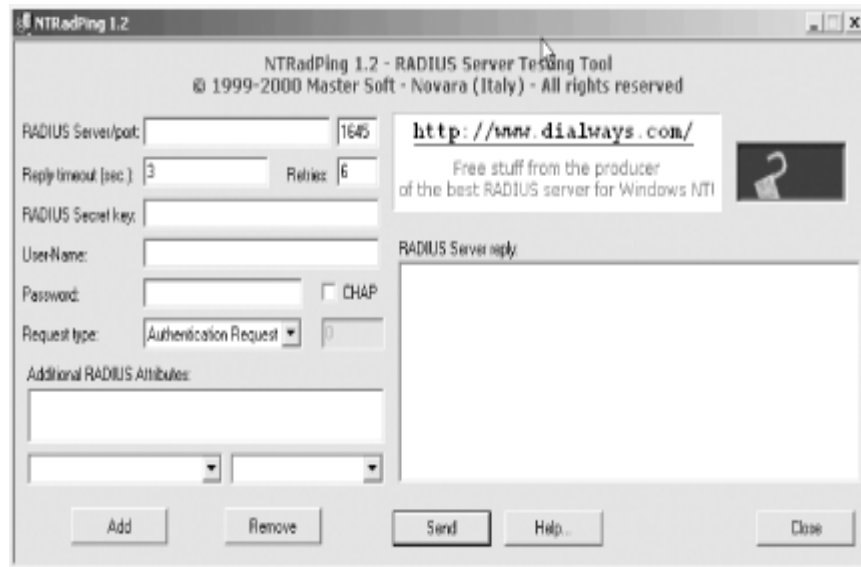 NTRadPing 1.2
NTRadPing 1.2 - RADIUS Server Testing Tool
© 1999-2000 Master Soft - Novara (Italy) - All rights reserved
RADIUS Server/port: 1645
Reply timeout (sec.): 3 Retries: 6
RADIUS Secret key:
User-Name:
Password: CHAP
Request type: Authentication Request 0
Additional RADIUS Attributes:
Add Remove
http://www.dialways.com/
Free stuff from the producer
of the best RADIUS server for Windows NT!
RADIUS Server reply:
Send Help... Close